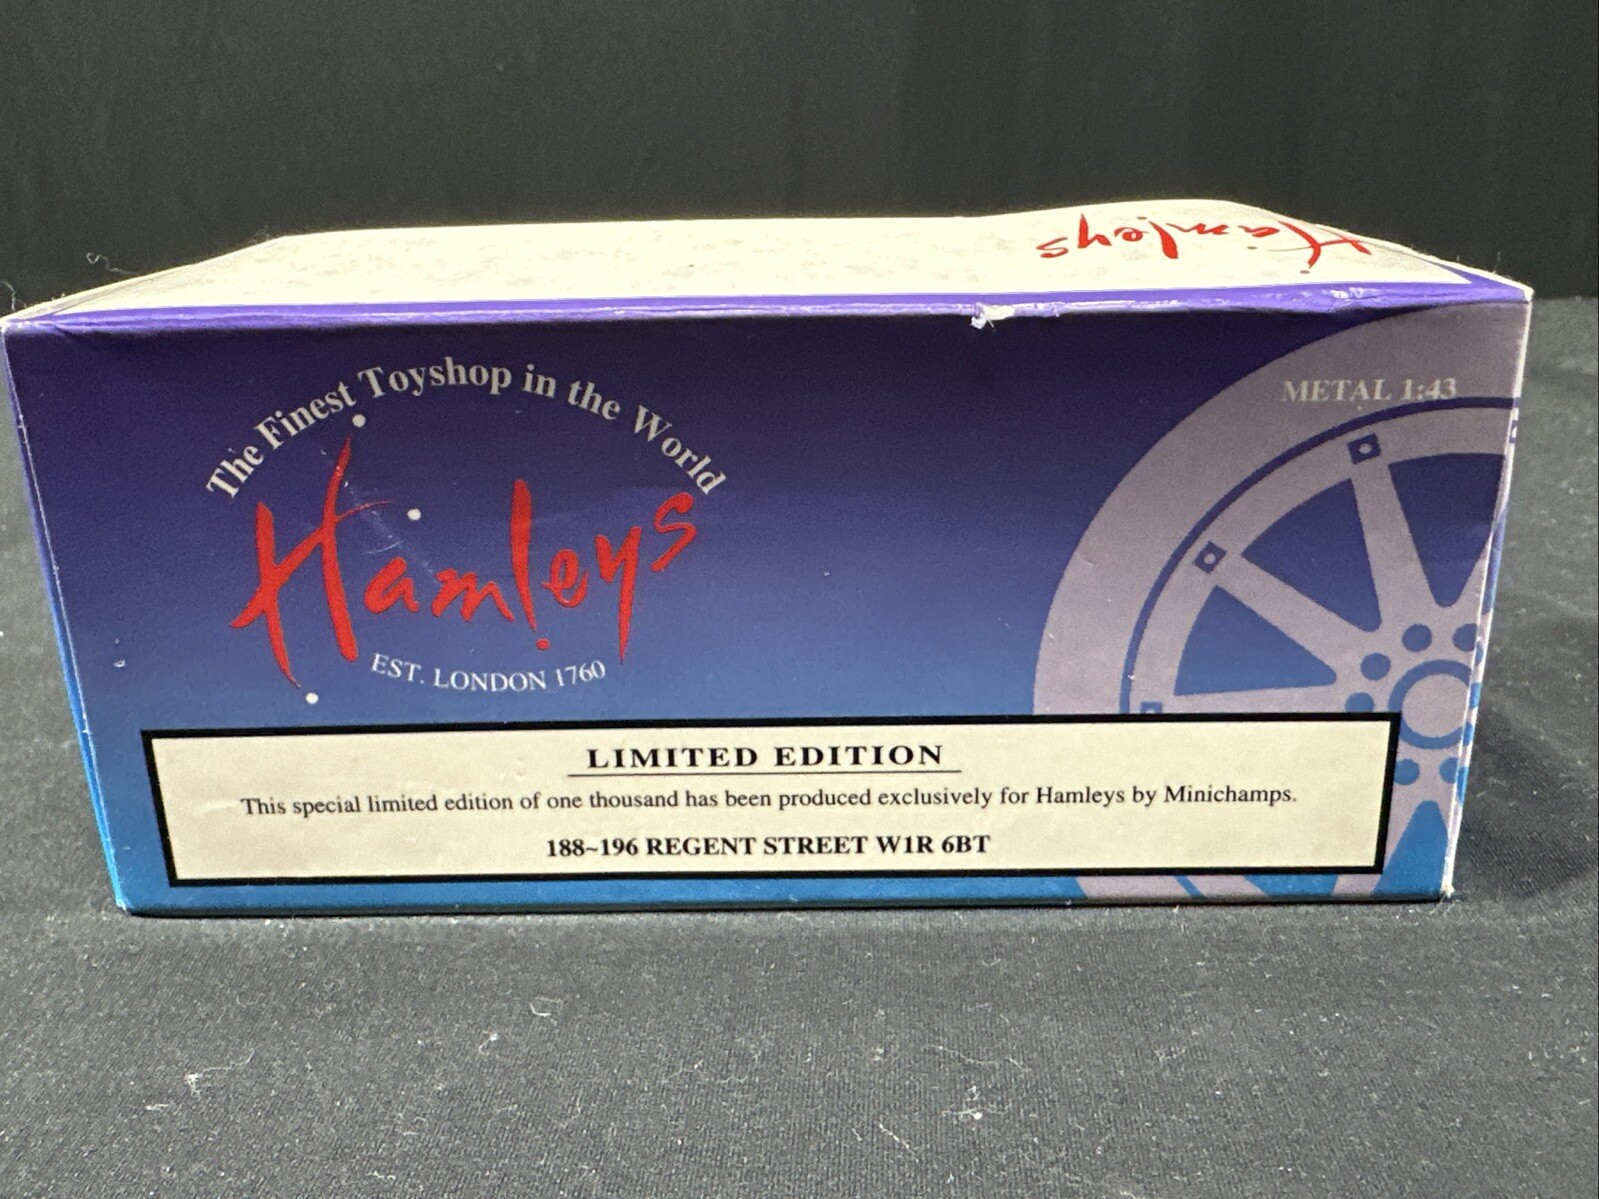 Hamleys
The Finest Toyshop in the World
Hamleys
EST. LONDON 1760
METAL 1:43
LIMITED EDITION
This special limited edition of one thousand has been produced exclusively for Hamleys by Minichamps.
188~196 REGENT STREET W1R 6BT